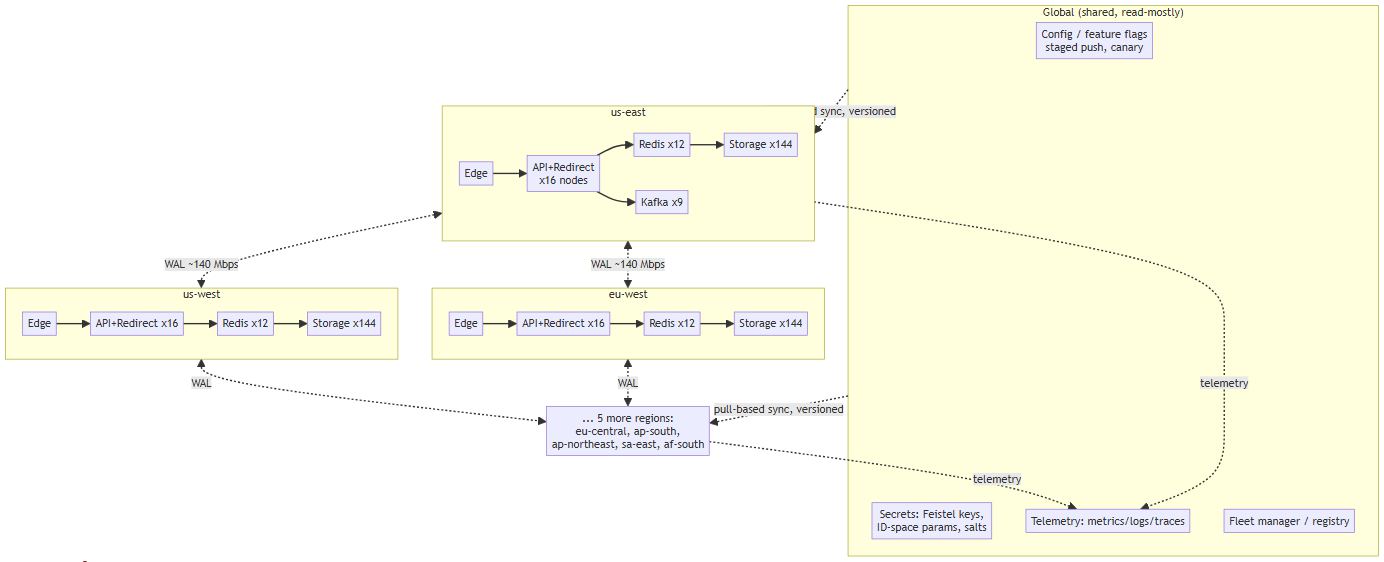 Global (shared, read-mostly)
Config / feature flags
staged push, canary
sync, versioned
us-east
Edge
API+Redirect
x16 nodes
Redis x12
Storage x144
Kafka x9
WAL ~140 Mbps
WAL ~140 Mbps
us-west
Edge
API+Redirect x16
Redis x12
Storage x144
eu-west
Edge
API+Redirect x16
Redis x12
Storage x144
WAL
WAL
telemetry
pull-based sync, versioned
... 5 more regions:
eu-central, ap-south,
ap-northeast, sa-east, af-south
telemetry
Secrets: Feistel keys,
ID-space params, salts
Telemetry: metrics/logs/traces
Fleet manager / registry